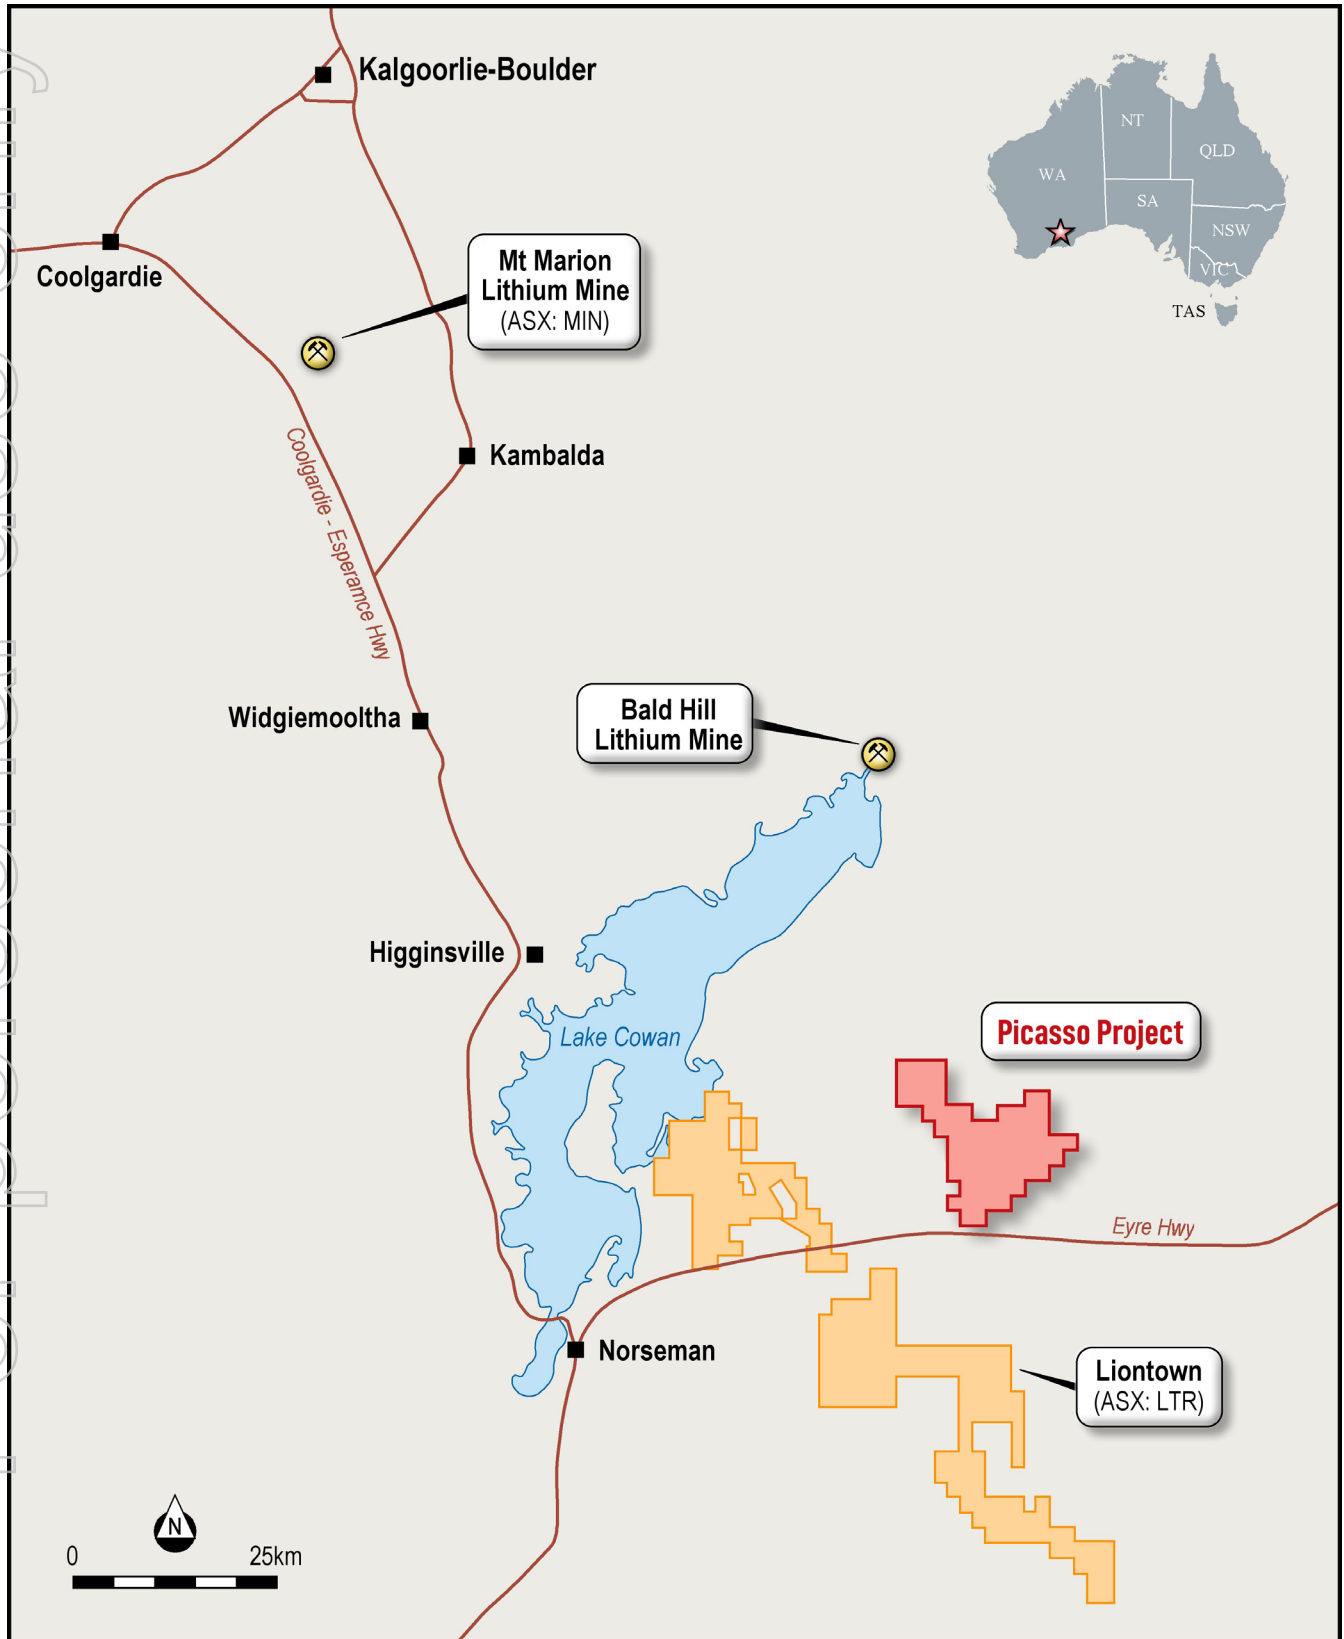 Kalgoorlie-Boulder
NT
QLD
WA
SA
NSW
VIC
TAS
Coolgardie
Mt Marion
Lithium Mine
(ASX: MIN)
Kambalda
Coolgardie - Esperamce Hwy
Widgiemooltha
Bald Hill
Lithium Mine
Higginsville
Lake Cowan
Picasso Project
Eyre Hwy
Norseman
Liontown
(ASX: LTR)
N
0 25km